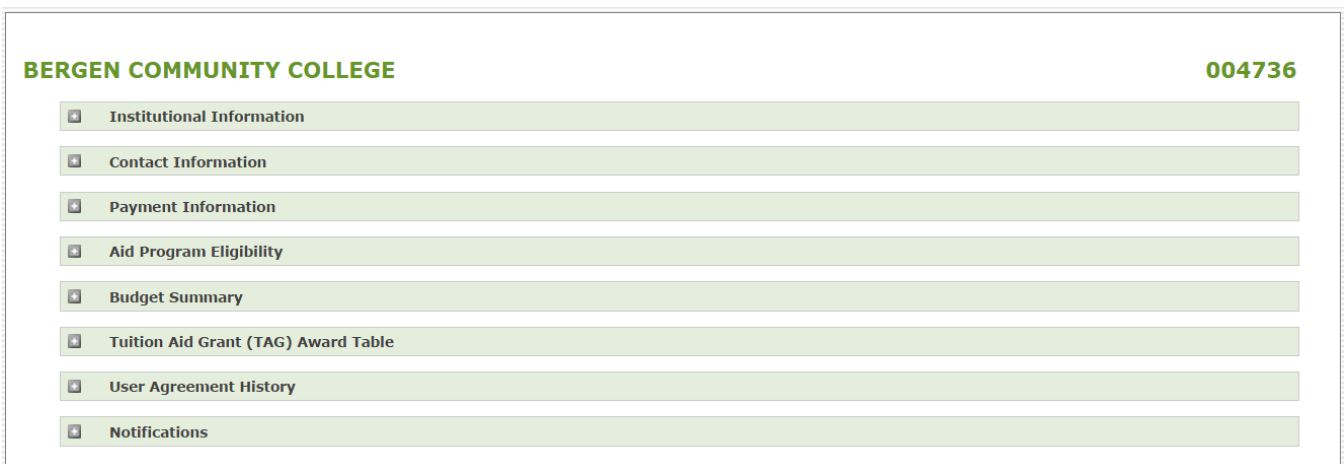 BERGEN COMMUNITY COLLEGE 004736
Institutional Information
Contact Information
Payment Information
Aid Program Eligibility
Budget Summary
Tuition Aid Grant (TAG) Award Table
User Agreement History
Notifications